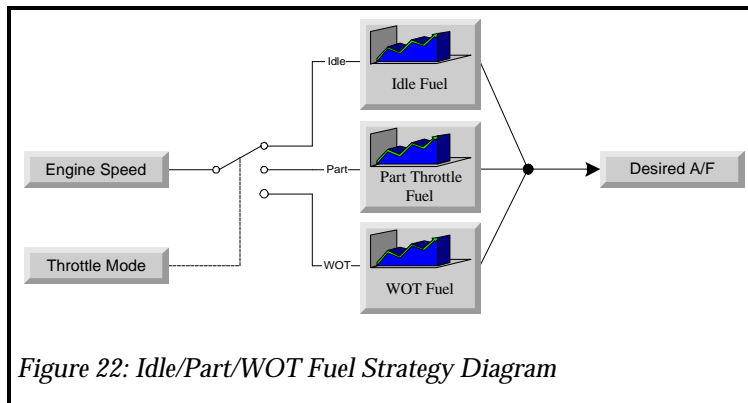 Idle
Idle Fuel
Engine Speed
Part
Part Throttle
Fuel
Desired A/F
Throttle Mode
WOT
WOT Fuel
Figure 22: Idle/Part/WOT Fuel Strategy Diagram